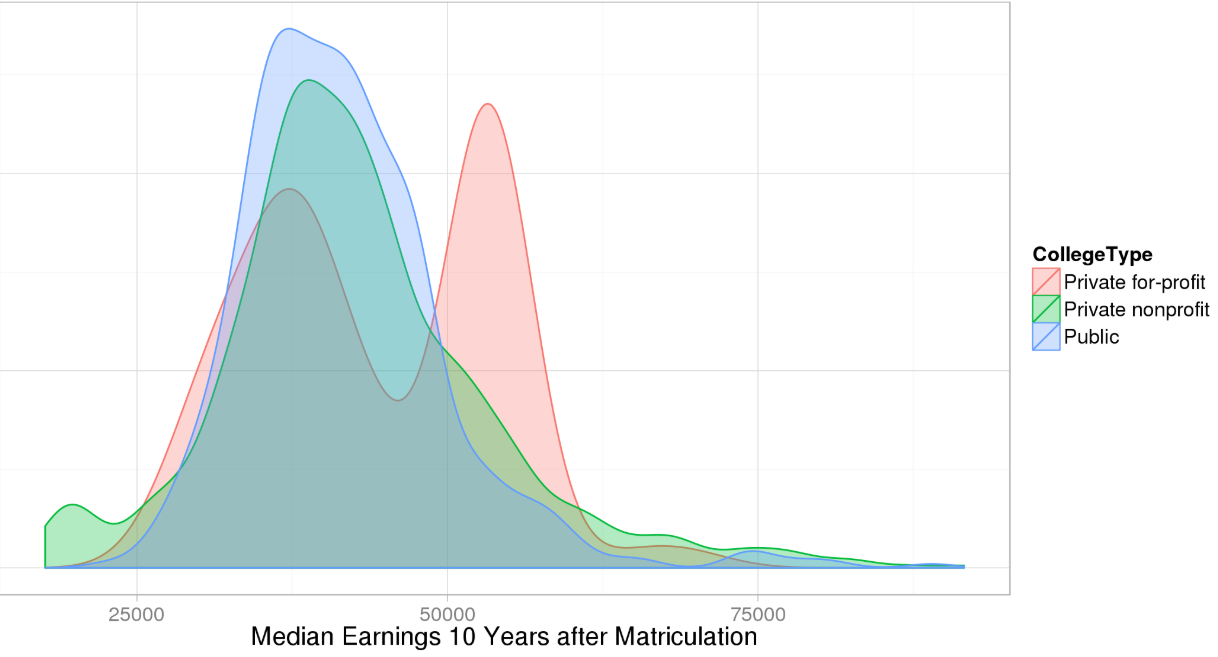 CollegeType
Private for-profit
Private nonprofit
Public
25000 50000 75000
Median Earnings 10 Years after Matriculation